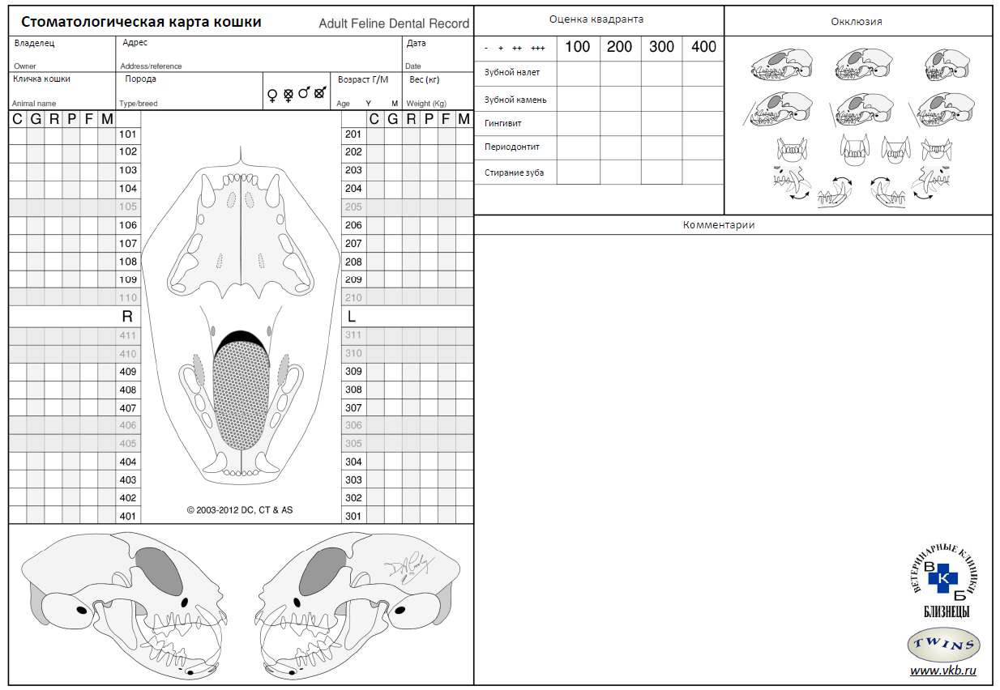 Стоматологическая карта кошки Adult Feline Dental Record
Владелец Адрес Дата
Owner Address/reference Date
Кличка кошки Порода Возраст Г/М Вес (кг)
Animal name Type/breed Age Y M Weight (Kg)
C G R P F M C G R P F M
101 201
102 202
103 203
104 204
105 205
106 206
107 207
108 208
109 209
110 210
R L
411 311
410 310
409 309
408 308
407 307
406 306
405 305
404 304
403 303
402 302
401 301
© 2003-2012 DC, CT & AS
Оценка квадранта
- + ++ +++ 100 200 300 400
Зубной налет
Зубной камень
Гингивит
Периодонтит
Стирание зуба
Окклюзия
Комментарии
ВЕТЕРИНАРНЫЕ КЛИНИКИ
В К Б
БЛИЗНЕЦЫ
TWINS
www.vkb.ru